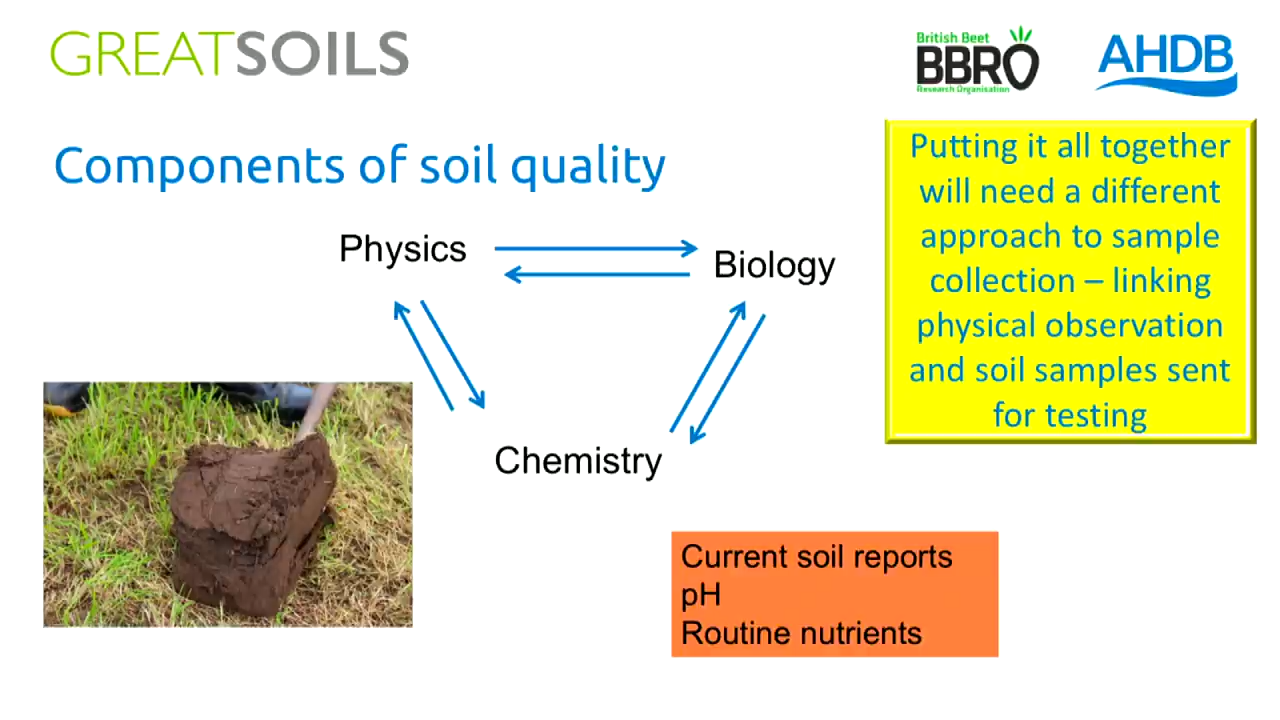 GREATSOILS
British Beet
BBRO
Research Organisation
AHDB
Components of soil quality
Putting it all together
will need a different
approach to sample
collection – linking
physical observation
and soil samples sent
for testing
Physics
Biology
Chemistry
Current soil reports
pH
Routine nutrients